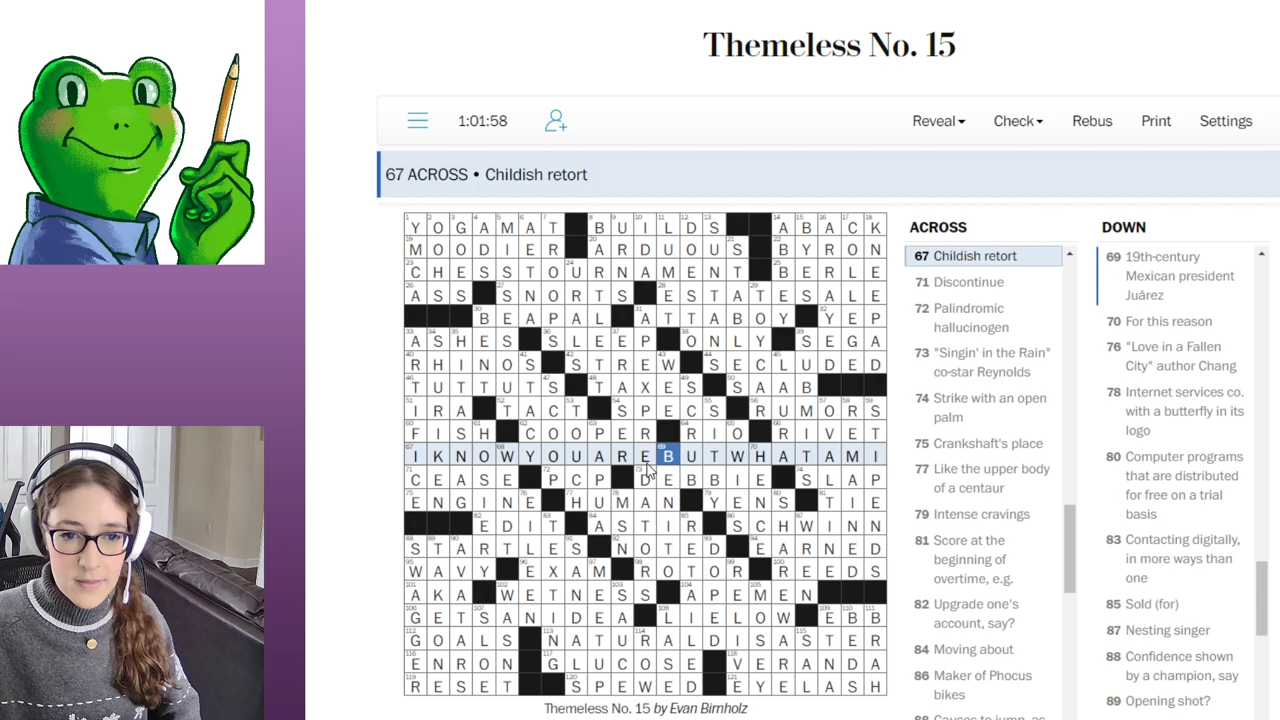 Themeless No. 15
1:01:58
Reveal
Check
Rebus
Print
Settings
67 ACROSS • Childish retort
YOGAMAT BUILDS ABACK
MOODIER ARDUOUS BYRON
CHESSTOURNAMENT BERLE
ASS SNORTS ESTATESALE
BEAPAL ATTABOY YEP
ASHES SLEEP ONLY SEGA
RHINOS STREW SECLUDED
TUTTUTS TAXES SAAB
IRA TACT SPECS RUMORS
FISH COOPER RIO RIVET
IKNOWYOUAREBUTWHATAMI
CEASE PCP DEBBIE SLAP
ENGINE HUMAN YENS TIE
EDIT ASTIR SCHWINN
STARTLES NOTED EARNED
WAVY EXAM ROTOR REEDS
AKA WETNESS APEMEN
GETSANIDEA LIELOW EBB
GOALS NATURALDISASTER
ENRON GLUCOSE VERANDA
RESET SPEWED EYELASH
Themeless No. 15 by Evan Birnholz
ACROSS
67 Childish retort
71 Discontinue
72 Palindromic
hallucinogen
73 "Singin' in the Rain"
co-star Reynolds
74 Strike with an open
palm
75 Crankshaft's place
77 Like the upper body
of a centaur
79 Intense cravings
81 Score at the
beginning of
overtime, e.g.
82 Upgrade one's
account, say?
84 Moving about
86 Maker of Phocus
bikes
DOWN
69 19th-century
Mexican president
Juárez
70 For this reason
76 "Love in a Fallen
City" author Chang
78 Internet services co.
with a butterfly in its
logo
80 Computer programs
that are distributed
for free on a trial
basis
83 Contacting digitally,
in more ways than
one
85 Sold (for)
87 Nesting singer
88 Confidence shown
by a champion, say
89 Opening shot?